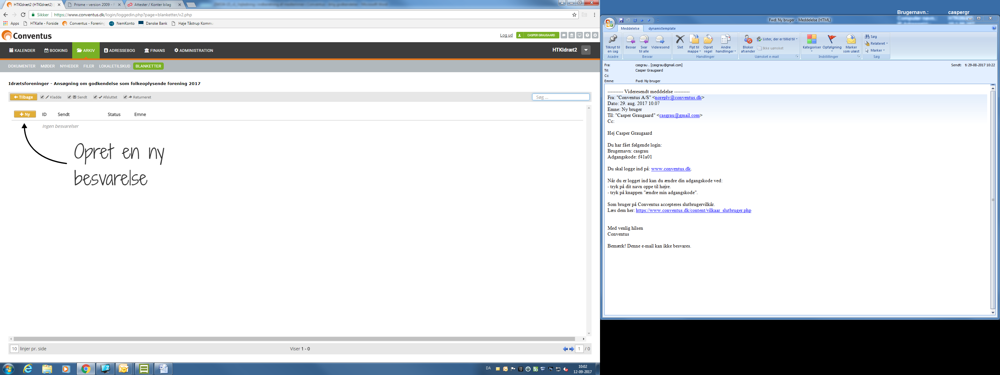 HTKIdræt2 (HTKIdræt2) |
Prisme - version 2009 - F
Attester / Konter bilag
Sikker
https://www.conventus.dk/login/loggedin.php?page=blanketter/v2.php
Apps
HTKalle - Forside
Conventus - Forening
NemKonto
Danske Bank
Høje Tåstrup Kommu
Conventus
Log ud
CASPER GRAUGAARD
KALENDER
BOOKING
ARKIV
ADRESSEBOG
FINANS
ADMINISTRATION
HTKIdræt2
DOKUMENTER
MØDER
NYHEDER
FILER
LOKALETILSKUD
BLANKETTER
Idrætsforeninger - Ansøgning om godkendelse som folkeoplysende forening 2017
Tilbage
Kladde
Sendt
Afsluttet
Returneret
Søg ...
Ny
ID
Sendt
Status
Emne
Ingen besvarelser
Opret en ny
besvarelse
10 linjer pr. side
Viser 1 - 0
1 / 0
DA
10:02
12-09-2017
Brugernavn.: caspergr
Fwd: Ny bruger - Meddelelse (HTML)
Meddelelse
dynamictemplate
Tilknyt til
en sag
Acadre
Besvar
Svar
til alle
Videresend
Besvar
Slet
Flyt til
mappe
Opret
regel
Andre
handlinger
Handlinger
Bloker
afsender
Lister, der er tillid til
Ikke uønsket
Uønsket e-mail
Kategoriser
Opfølgning
Marker
som ulæst
Indstillinger
Søg
Relateret
Marker
Søg
Fra: casgrau . [casgrau@gmail.com]
Sendt: ti 29-08-2017 10:22
Til: Casper Graugaard
Cc:
Emne: Fwd: Ny bruger
---------- Videresendt meddelelse ----------
Fra: "Conventus A/S" <noreply@conventus.dk>
Dato: 29. aug. 2017 10.07
Emne: Ny bruger
Til: "Casper Graugaard" <casgrau@gmail.com>
Cc:
Hej Casper Graugaard
Du har fået følgende login:
Brugernavn: casgrau
Adgangskode: f41a01
Du skal logge ind på: www.conventus.dk.
Når du er logget ind kan du ændre din adgangskode ved:
- tryk på dit navn oppe til højre.
- tryk på knappen "ændre min adgangskode".
Som bruger på Conventus accepteres slutbrugervilkår.
Læs dem her: https://www.conventus.dk/content/vilkaar_slutbruger.php
Med venlig hilsen
Conventus
Bemærk! Denne e-mail kan ikke besvares.